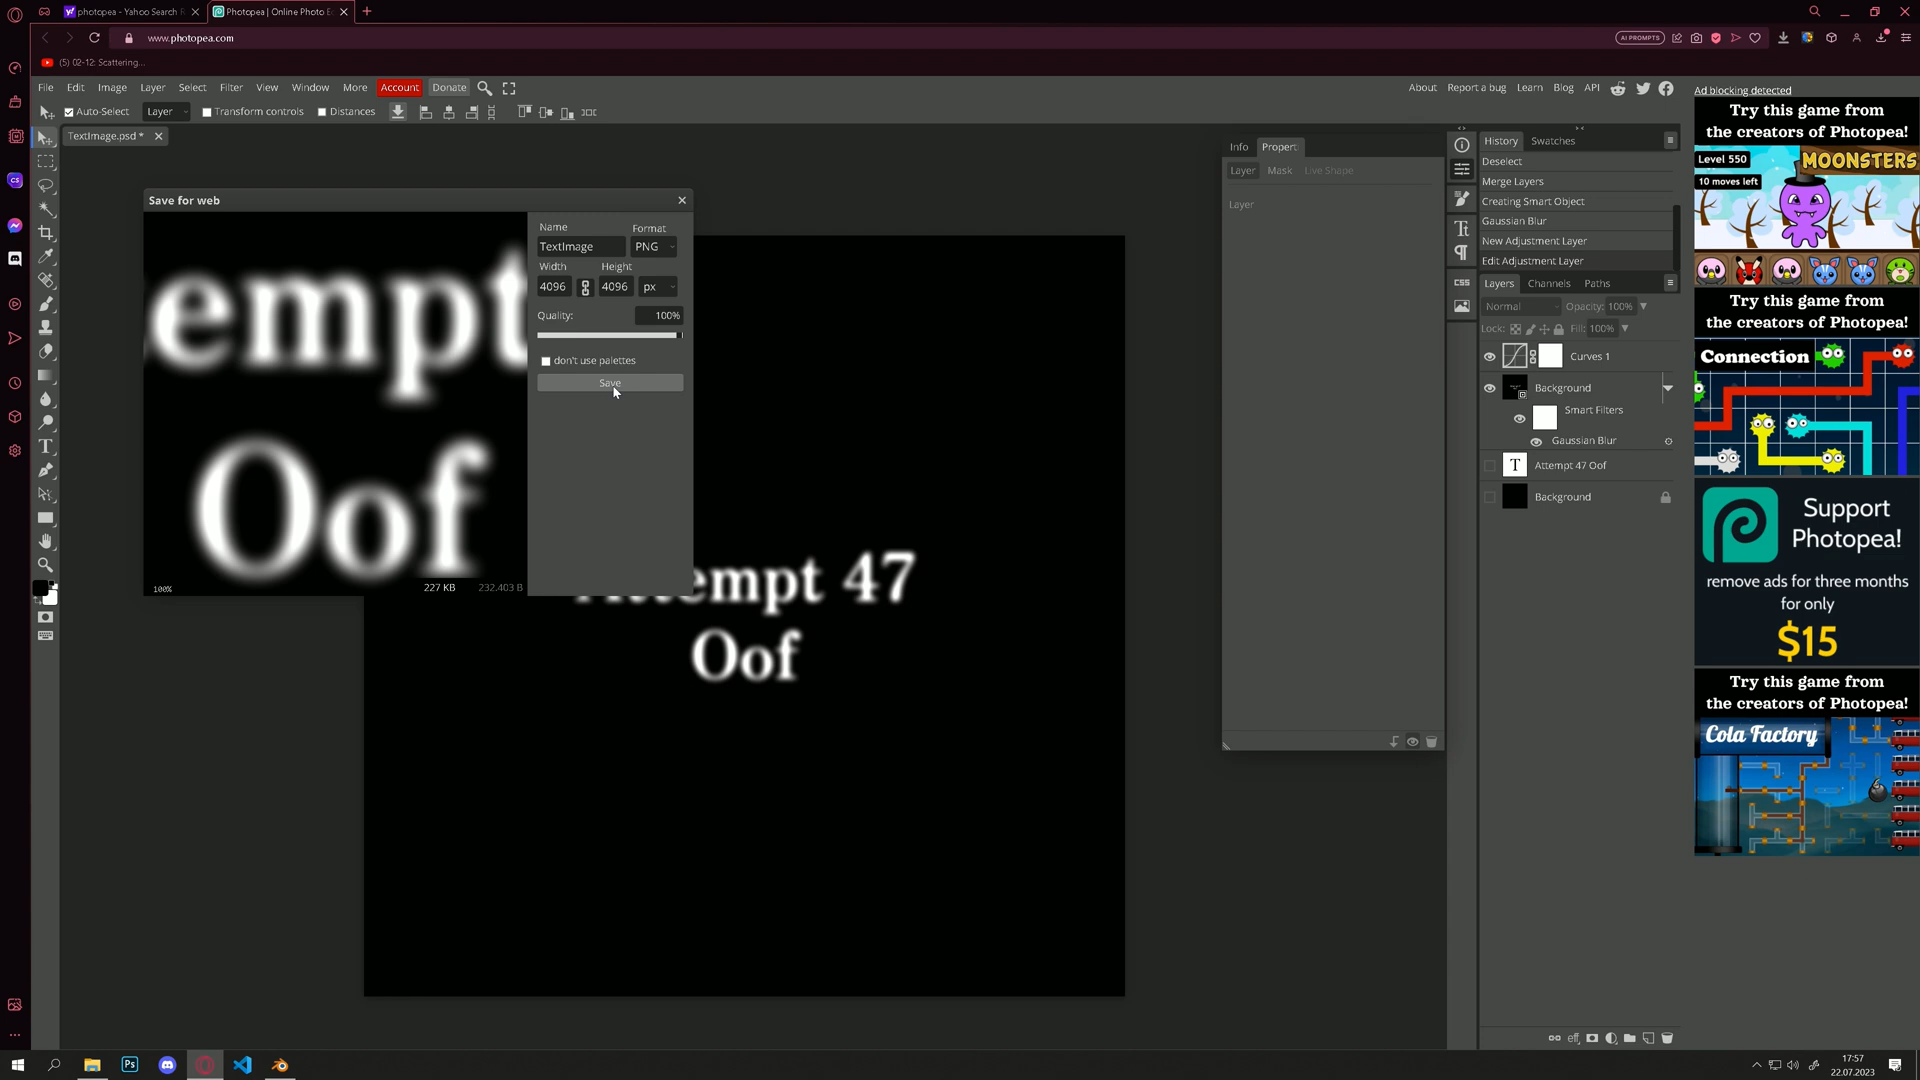 photopea - Yahoo Search R
Photopea | Online Photo E
www.photopea.com
AI PROMPTS
(5) 02-12: Scattering...
File Edit Image Layer Select Filter View Window More Account Donate
About Report a bug Learn Blog API
Auto-Select Layer Transform controls Distances
TextImage.psd *
Save for web
Name Format
TextImage PNG
Width Height
4096 4096 px
Quality: 100%
don't use palettes
Save
empt
Oof
100% 227 KB 232.403 B
Attempt 47
Oof
Info Propert
Layer Mask Live Shape
Layer
CSS
History Swatches
Deselect
Merge Layers
Creating Smart Object
Gaussian Blur
New Adjustment Layer
Edit Adjustment Layer
Layers Channels Paths
Normal Opacity: 100%
Lock: Fill: 100%
Curves 1
Background
Smart Filters
Gaussian Blur
T Attempt 47 Oof
Background
eff
Ad blocking detected
Try this game from
the creators of Photopea!
Level 550 MOONSTERS
10 moves left
Try this game from
the creators of Photopea!
Connection
Support
Photopea!
remove ads for three months
for only
$15
Try this game from
the creators of Photopea!
Cola Factory
Ps
17:57
22.07.2023